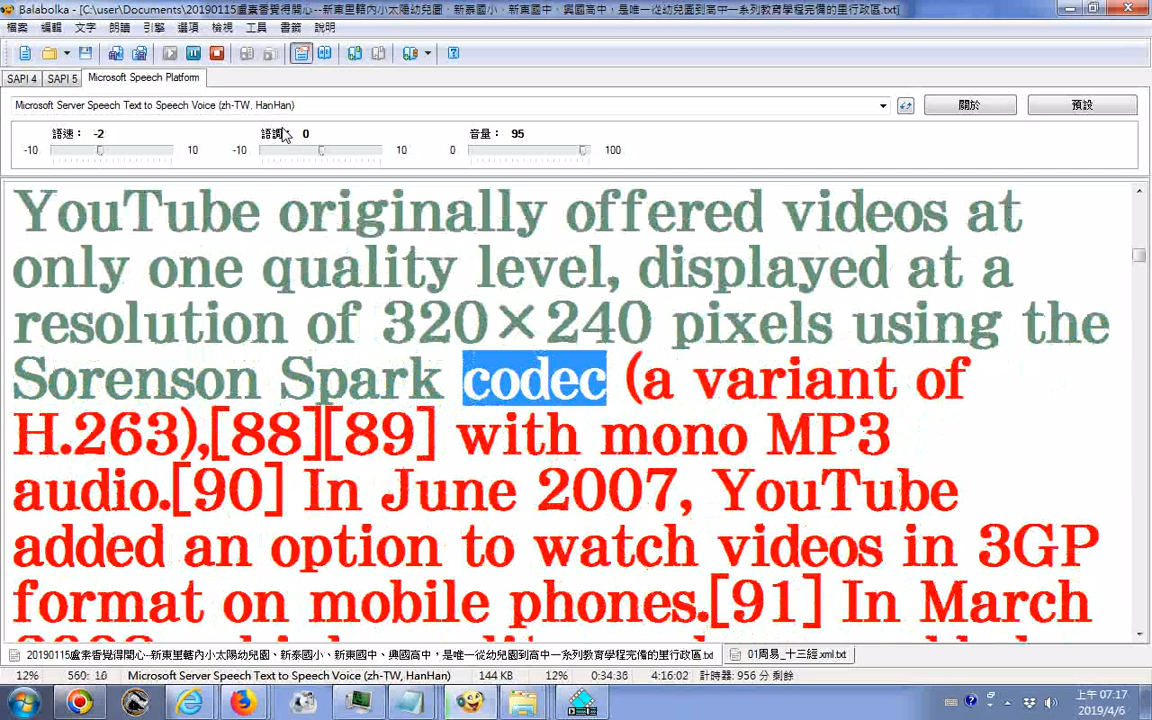 Balabolka - [C:\user\Documents\20190115盧素香覺得開心--新東里轄內小太陽幼兒園、新泰國小、新東國中、興國高中，是唯一從幼兒園到高中一系列教育學程完備的里行政區.txt]
檔案 編輯 文字 朗讀 引擎 選項 檢視 工具 書籤 說明
SAPI 4 SAPI 5 Microsoft Speech Platform
Microsoft Server Speech Text to Speech Voice (zh-TW, HanHan) 關於 預設
語速： -2 語調： 0 音量： 95
-10 10 -10 10 0 100
YouTube originally offered videos at
only one quality level, displayed at a
resolution of 320×240 pixels using the
Sorenson Spark codec (a variant of
H.263),[88][89] with mono MP3
audio.[90] In June 2007, YouTube
added an option to watch videos in 3GP
format on mobile phones.[91] In March
20190115盧素香覺得開心--新東里轄內小太陽幼兒園、新泰國小、新東國中、興國高中，是唯一從幼兒園到高中一系列教育學程完備的里行政區.txt 01周易_十三經.xml.txt
12% 560: 16 Microsoft Server Speech Text to Speech Voice (zh-TW, HanHan) 144 KB 12% 0:34:38 4:16:02 計時器: 956 分 剩餘
上午 07:17
2019/4/6